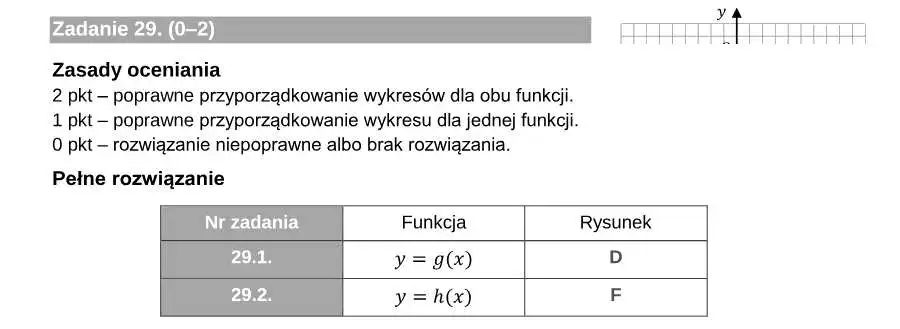 Zadanie 29. (0–2)
y
Zasady oceniania
2 pkt – poprawne przyporządkowanie wykresów dla obu funkcji.
1 pkt – poprawne przyporządkowanie wykresu dla jednej funkcji.
0 pkt – rozwiązanie niepoprawne albo brak rozwiązania.
Pełne rozwiązanie
Nr zadania Funkcja Rysunek
29.1. y = g(x) D
29.2. y = h(x) F